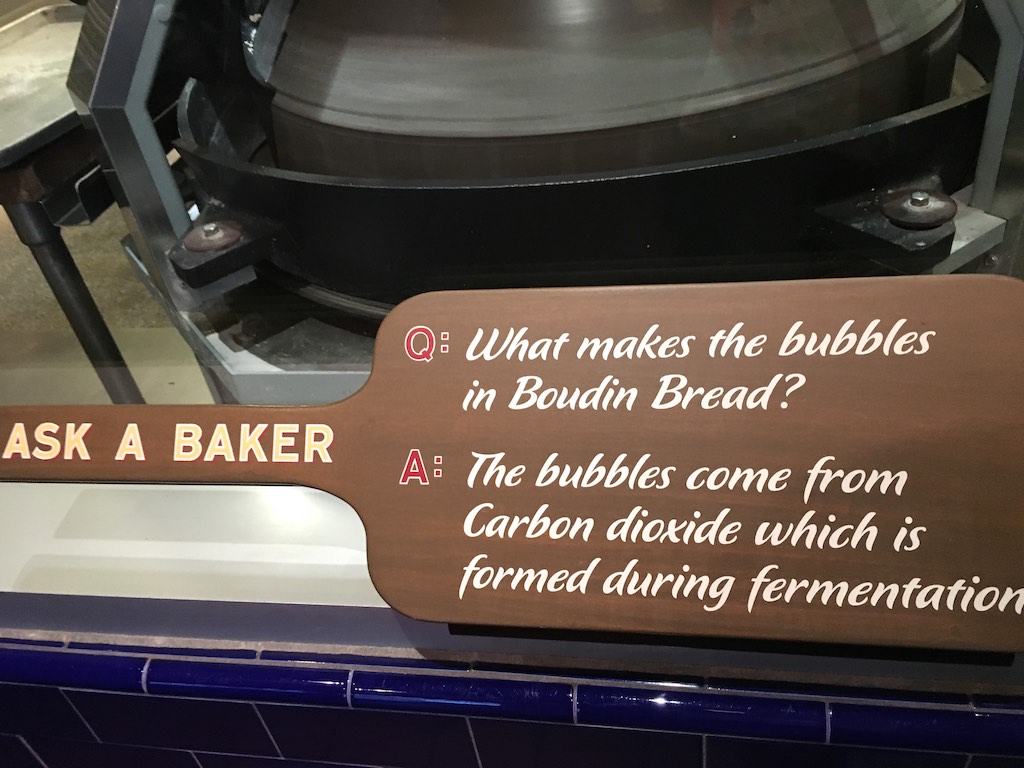 ASK A BAKER
Q: What makes the bubbles
in Boudin Bread?
A: The bubbles come from
Carbon dioxide which is
formed during fermentation